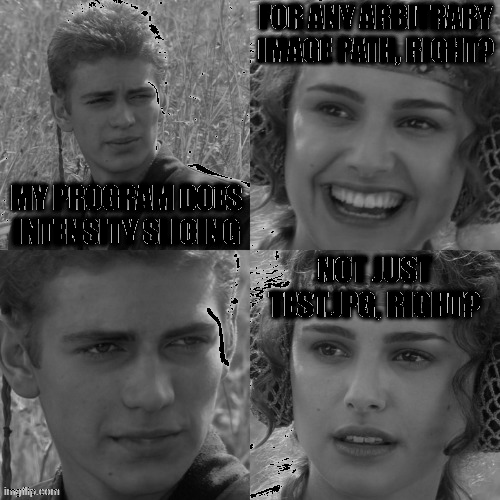 MY PROGRAM DOES
INTENSITY SLICING
FOR ANY ARBITRARY
IMAGE PATH, RIGHT?
NOT JUST
TEST.JPG, RIGHT?
imgflip.com